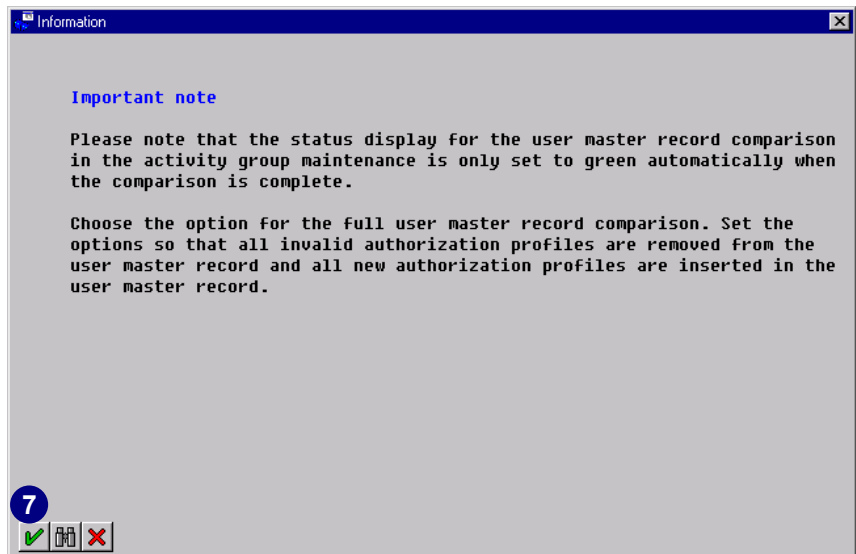 Information
Important note
Please note that the status display for the user master record comparison
in the activity group maintenance is only set to green automatically when
the comparison is complete.
Choose the option for the full user master record comparison. Set the
options so that all invalid authorization profiles are removed from the
user master record and all new authorization profiles are inserted in the
user master record.
7